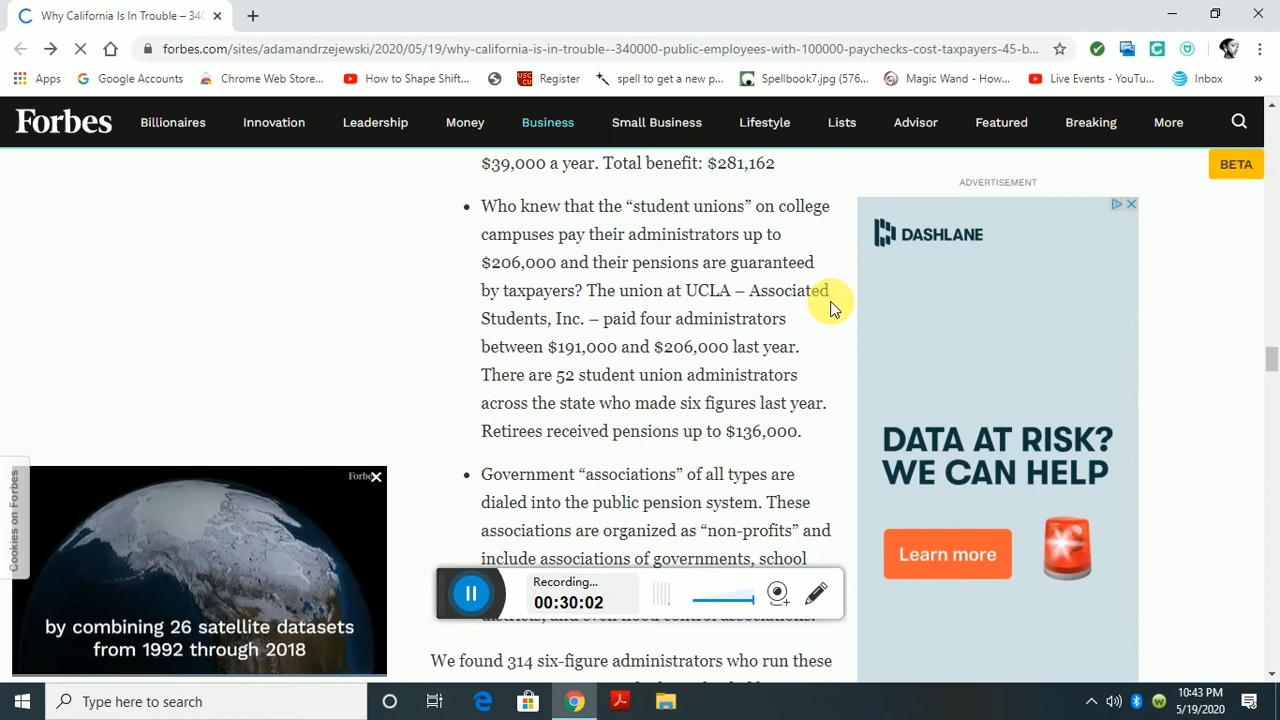 Why California Is In Trouble – 340
forbes.com/sites/adamandrzejewski/2020/05/19/why-california-is-in-trouble--340000-public-employees-with-100000-paychecks-cost-taxpayers-45-b...
Apps
Google Accounts
Chrome Web Store...
How to Shape Shift...
Register
spell to get a new p...
Spellbook7.jpg (576...
Magic Wand - How...
Live Events - YouTu...
Inbox
»
Forbes
Billionaires
Innovation
Leadership
Money
Business
Small Business
Lifestyle
Lists
Advisor
Featured
Breaking
More
BETA
$39,000 a year. Total benefit: $281,162
Who knew that the “student unions” on college
campuses pay their administrators up to
$206,000 and their pensions are guaranteed
by taxpayers? The union at UCLA – Associated
Students, Inc. – paid four administrators
between $191,000 and $206,000 last year.
There are 52 student union administrators
across the state who made six figures last year.
Retirees received pensions up to $136,000.
Government “associations” of all types are
dialed into the public pension system. These
associations are organized as “non-profits” and
include associations of governments, school
We found 314 six-figure administrators who run these
ADVERTISEMENT
DASHLANE
DATA AT RISK?
WE CAN HELP
Learn more
Cookies on Forbes
Forbes
by combining 26 satellite datasets
from 1992 through 2018
Recording...
00:30:02
Type here to search
10:43 PM
5/19/2020